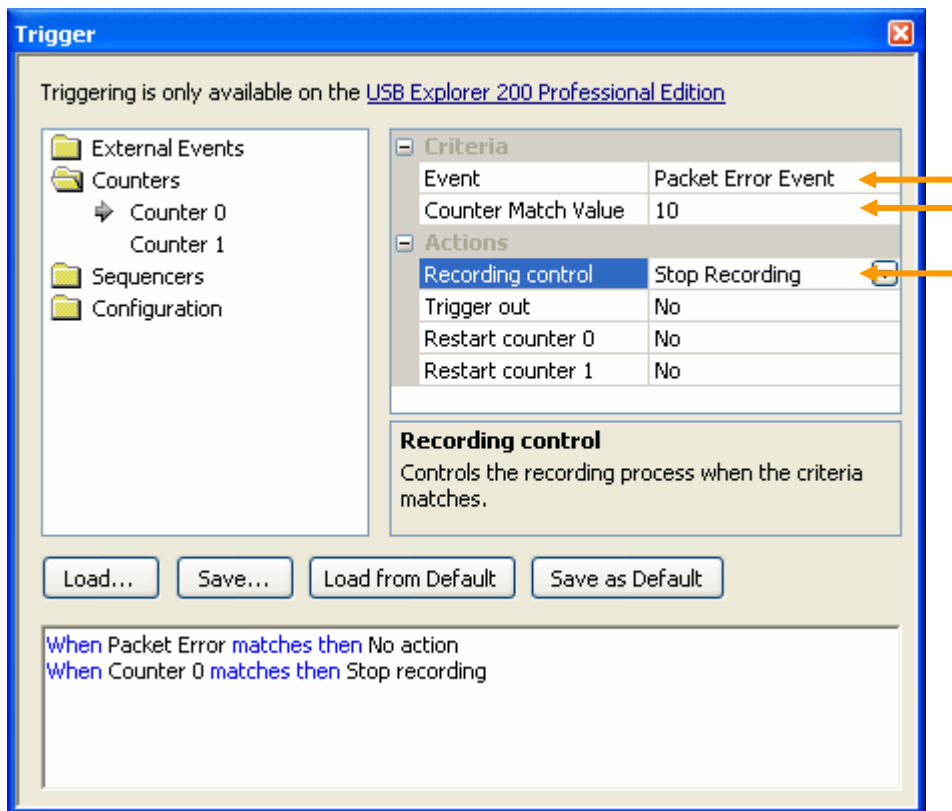 Trigger
Triggering is only available on the USB Explorer 200 Professional Edition
External Events
Counters
Counter 0
Counter 1
Sequencers
Configuration
Criteria
Event Packet Error Event
Counter Match Value 10
Actions
Recording control Stop Recording
Trigger out No
Restart counter 0 No
Restart counter 1 No
Recording control
Controls the recording process when the criteria
matches.
Load... Save... Load from Default Save as Default
When Packet Error matches then No action
When Counter 0 matches then Stop recording